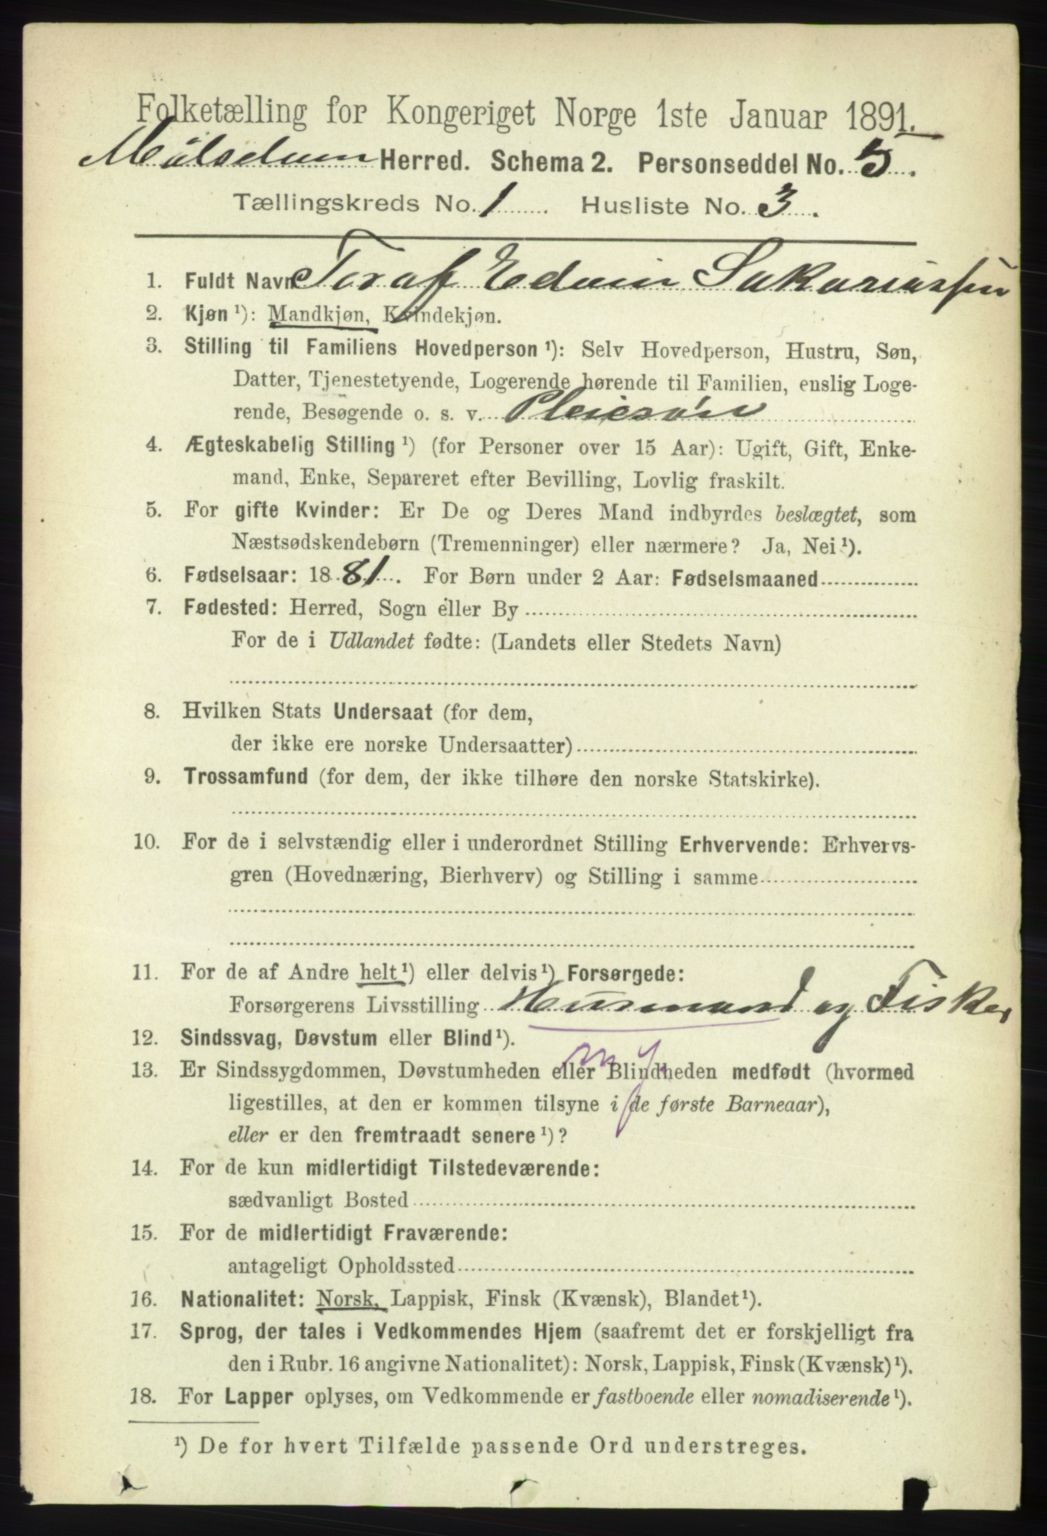 Folketælling for Kongeriget Norge 1ste Januar 1891.
Målselven Herred. Schema 2. Personseddel No. 5.
Tællingskreds No. 1. Husliste No. 3.
1. Fuldt Navn Toraf Edvin Sakariassen
2. Kjøn ¹): Mandkjøn, Kvindekjøn.
3. Stilling til Familiens Hovedperson ¹): Selv Hovedperson, Hustru, Søn,
Datter, Tjenestetyende, Logerende hørende til Familien, enslig Loge-
rende, Besøgende o. s. v. Pleiesøn
4. Ægteskabelig Stilling ¹) (for Personer over 15 Aar): Ugift, Gift, Enke-
mand, Enke, Separeret efter Bevilling, Lovlig fraskilt.
5. For gifte Kvinder: Er De og Deres Mand indbyrdes beslægtet, som
Næstsødskendebørn (Tremenninger) eller nærmere? Ja, Nei ¹).
6. Fødselsaar: 1881. For Børn under 2 Aar: Fødselsmaaned
7. Fødested: Herred, Sogn eller By
For de i Udlandet fødte: (Landets eller Stedets Navn)
8. Hvilken Stats Undersaat (for dem,
der ikke ere norske Undersaatter)
9. Trossamfund (for dem, der ikke tilhøre den norske Statskirke).
10. For de i selvstændig eller i underordnet Stilling Erhvervende: Erhvervs-
gren (Hovednæring, Bierhverv) og Stilling i samme
11. For de af Andre helt ¹) eller delvis ¹) Forsørgede:
Forsørgerens Livsstilling Husmand og Fisker
12. Sindssvag, Døvstum eller Blind ¹).
13. Er Sindssygdommen, Døvstumheden eller Blindheden medfødt (hvormed
ligestilles, at den er kommen tilsyne i de første Barneaar),
eller er den fremtraadt senere ¹)?
14. For de kun midlertidigt Tilstedeværende:
sædvanligt Bosted
15. For de midlertidigt Fraværende:
antageligt Opholdssted
16. Nationalitet: Norsk, Lappisk, Finsk (Kvænsk), Blandet ¹).
17. Sprog, der tales i Vedkommendes Hjem (saafremt det er forskjelligt fra
den i Rubr. 16 angivne Nationalitet): Norsk, Lappisk, Finsk (Kvænsk) ¹).
18. For Lapper oplyses, om Vedkommende er fastboende eller nomadiserende ¹).
¹) De for hvert Tilfælde passende Ord understreges.